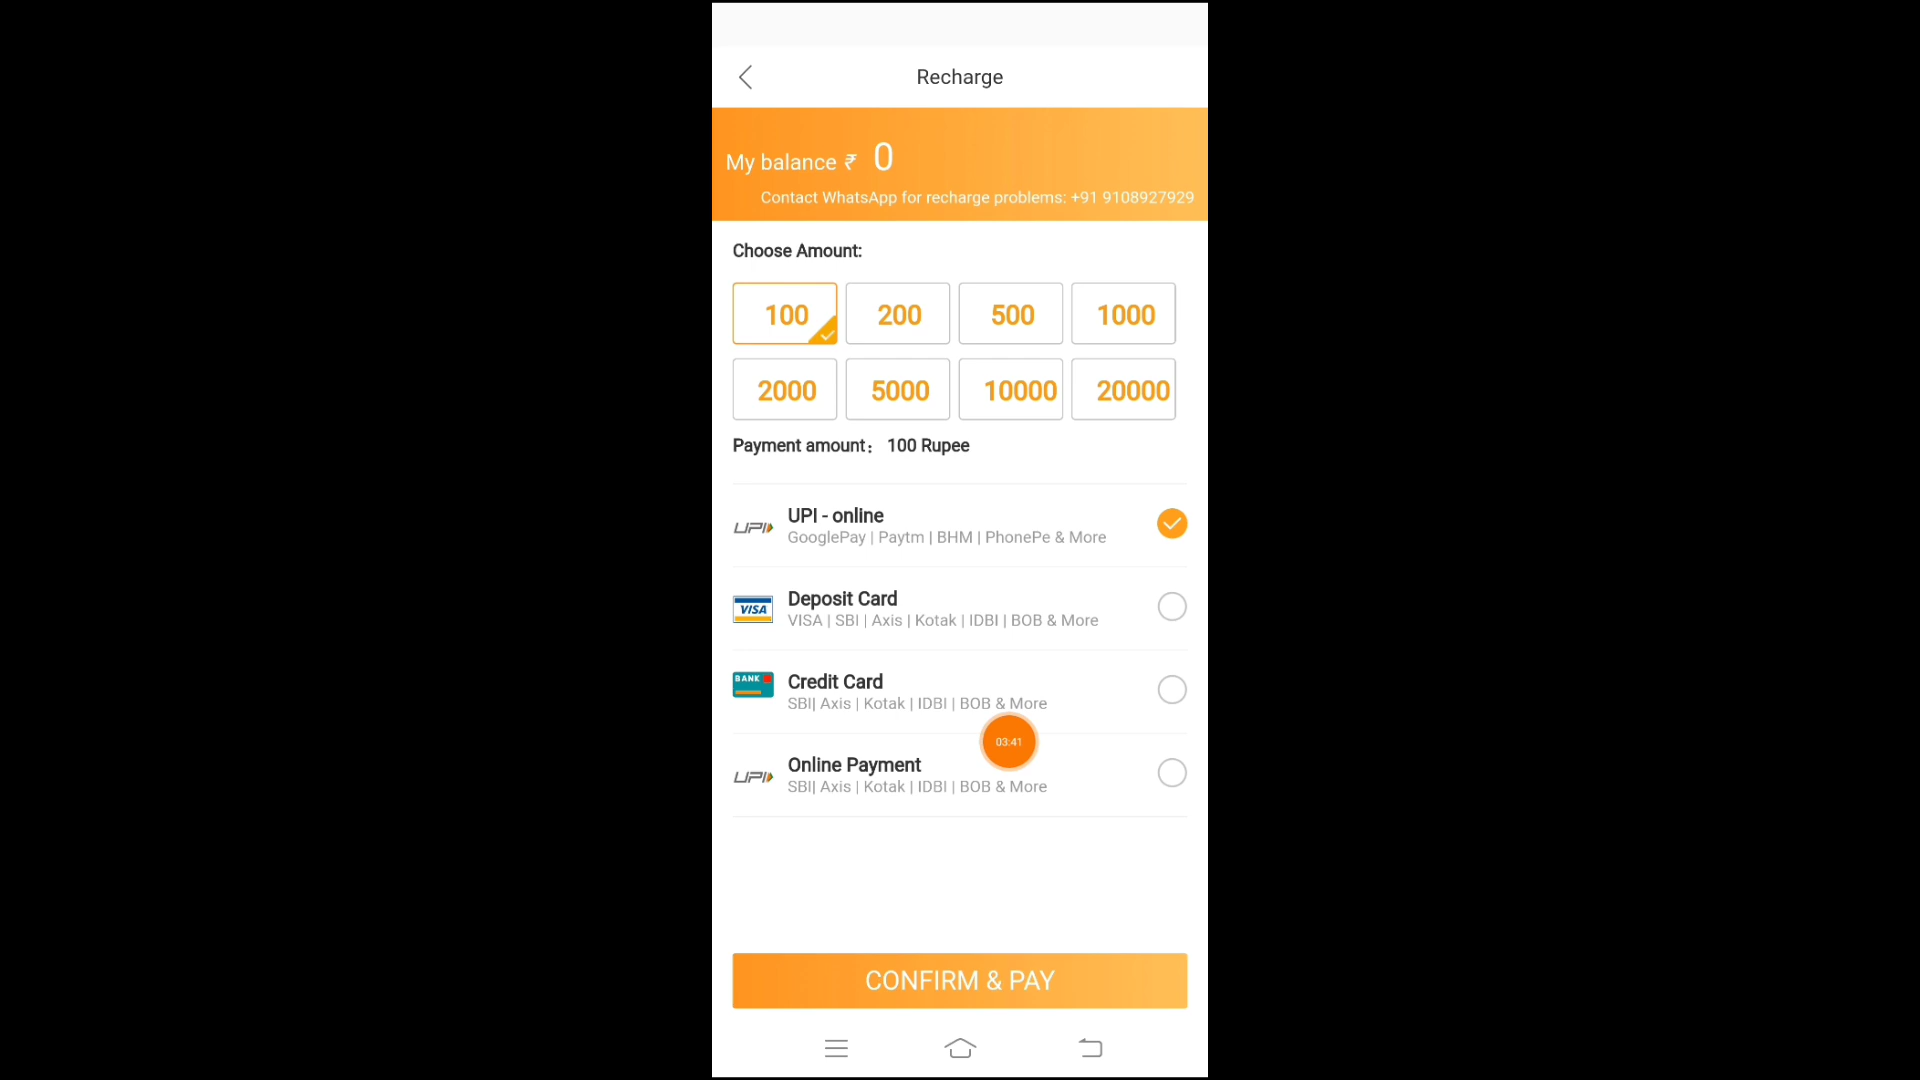 Recharge
My balance ₹ 0
Contact WhatsApp for recharge problems: +91 9108927929
Choose Amount:
100 200 500 1000
2000 5000 10000 20000
Payment amount： 100 Rupee
UPI UPI - online
GooglePay | Paytm | BHM | PhonePe & More
VISA Deposit Card
VISA | SBI | Axis | Kotak | IDBI | BOB & More
BANK Credit Card
SBI| Axis | Kotak | IDBI | BOB & More
03:41
UPI Online Payment
SBI| Axis | Kotak | IDBI | BOB & More
CONFIRM & PAY